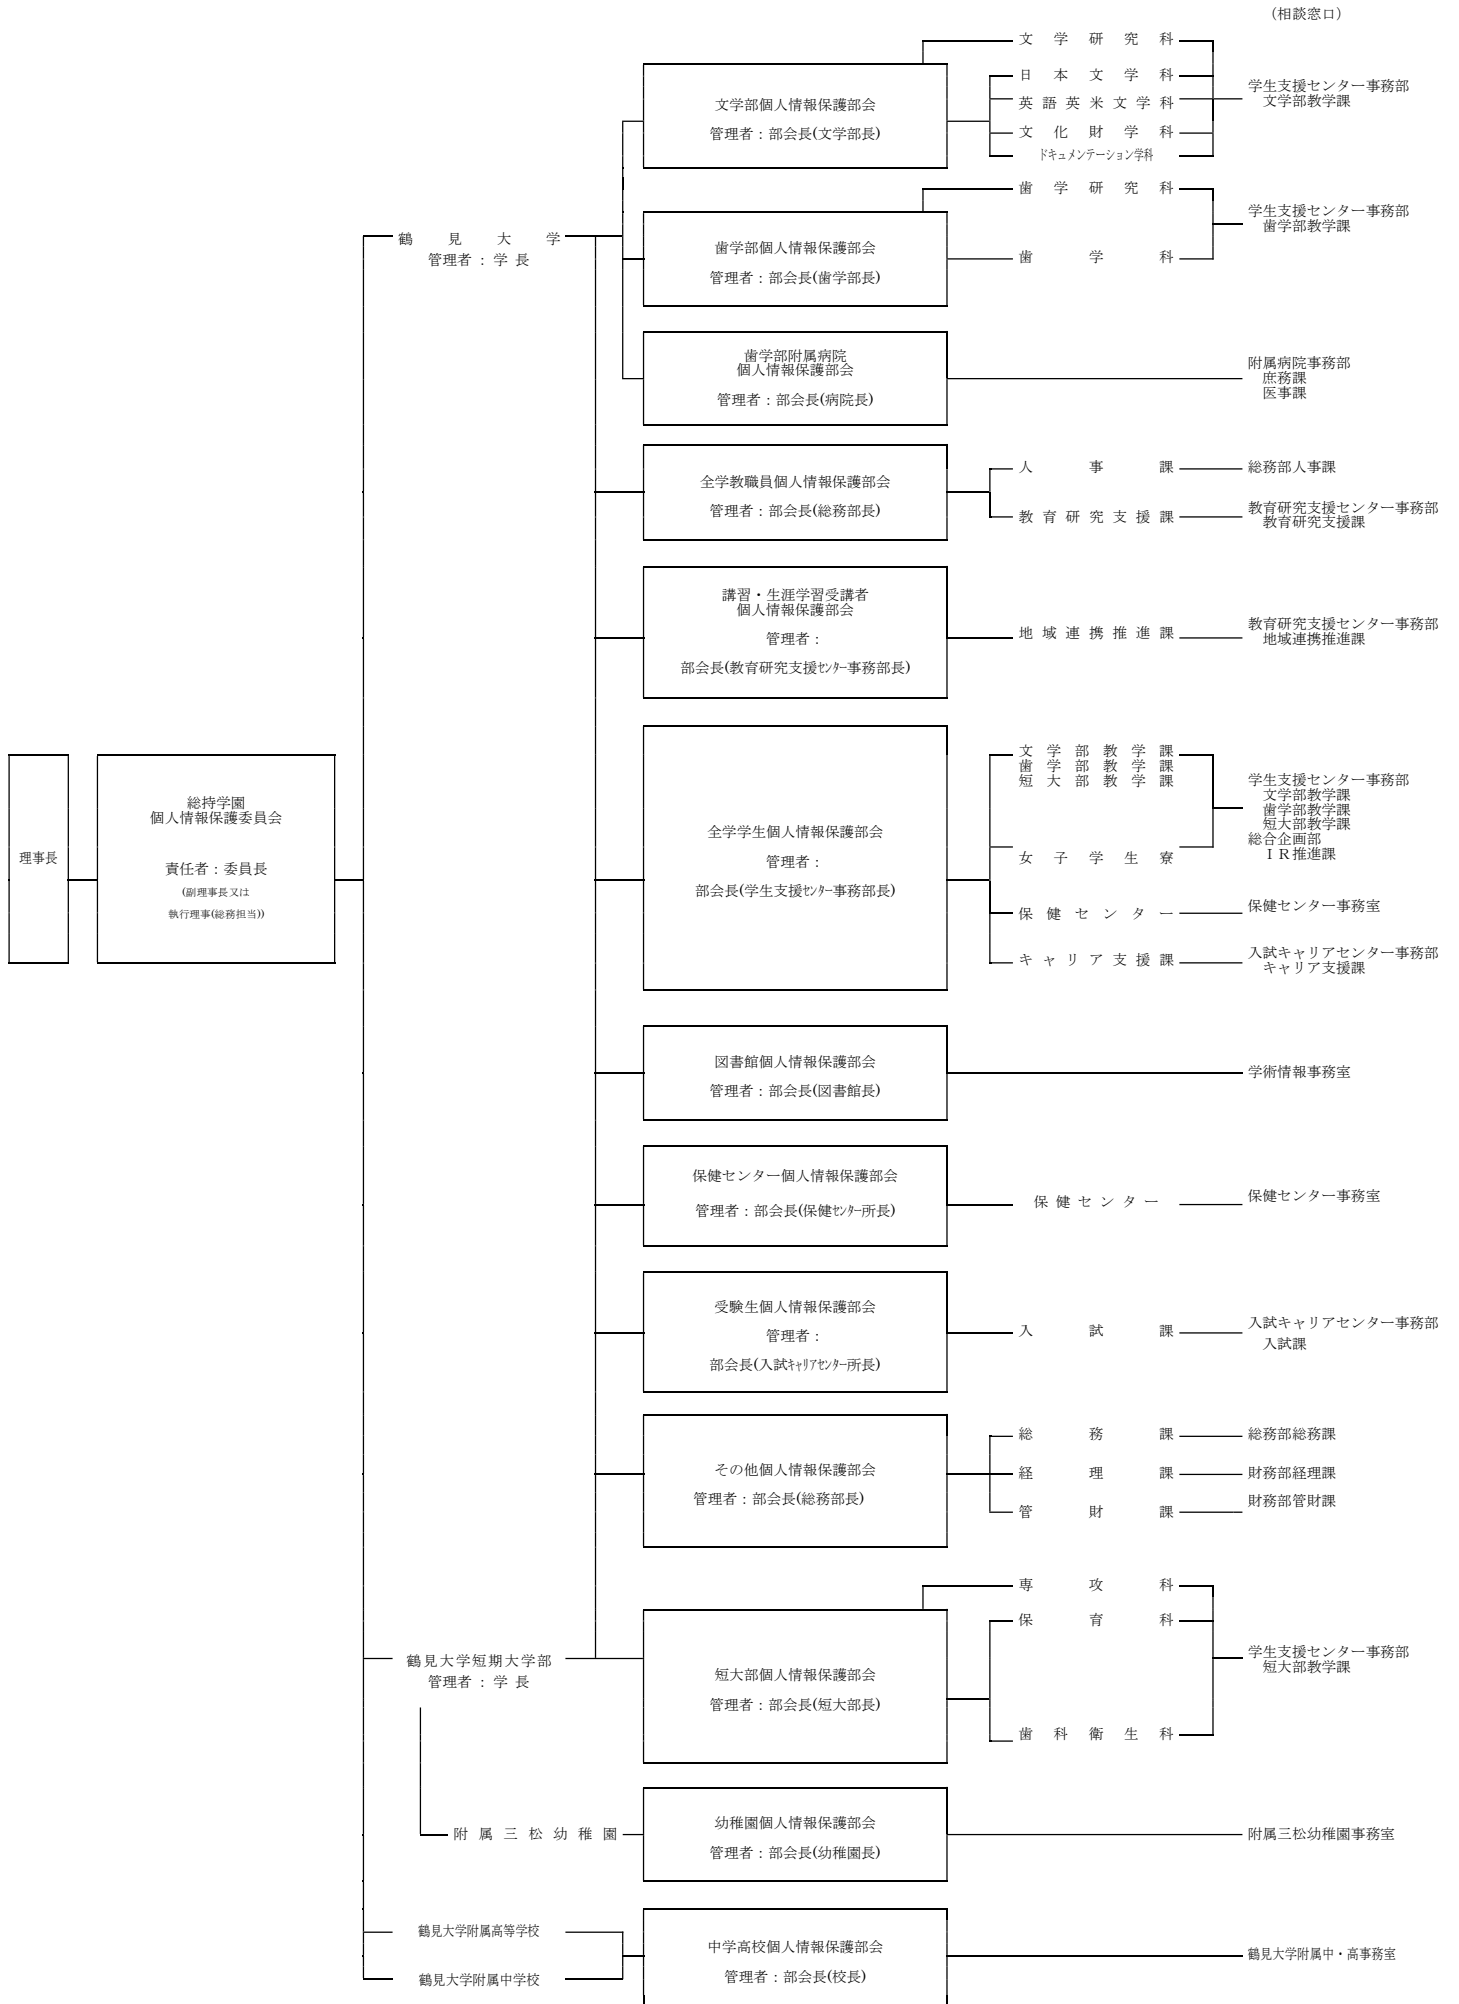 （相談窓口）
文学研究科
日本文学科
英語英米文学科
文化財学科
ドキュメンテーション学科
文学部個人情報保護部会
管理者：部会長(文学部長)
学生支援センター事務部
文学部教学課
歯学研究科
歯学科
歯学部個人情報保護部会
管理者：部会長(歯学部長)
学生支援センター事務部
歯学部教学課
鶴見大学
管理者：学長
歯学部附属病院
個人情報保護部会
管理者：部会長(病院長)
附属病院事務部
庶務課
医事課
全学教職員個人情報保護部会
管理者：部会長(総務部長)
人事課
総務部人事課
教育研究支援課
教育研究支援センター事務部
教育研究支援課
講習・生涯学習受講者
個人情報保護部会
管理者：
部会長(教育研究支援ｾﾝﾀｰ事務部長)
地域連携推進課
教育研究支援センター事務部
地域連携推進課
理事長
総持学園
個人情報保護委員会
責任者：委員長
(副理事長又は
執行理事(総務担当))
全学学生個人情報保護部会
管理者：
部会長(学生支援ｾﾝﾀｰ事務部長)
文学部教学課
歯学部教学課
短大部教学課
女子学生寮
学生支援センター事務部
文学部教学課
歯学部教学課
短大部教学課
総合企画部
ＩＲ推進課
保健センター
保健センター事務室
キャリア支援課
入試キャリアセンター事務部
キャリア支援課
図書館個人情報保護部会
管理者：部会長(図書館長)
学術情報事務室
保健センター個人情報保護部会
管理者：部会長(保健ｾﾝﾀｰ所長)
保健センター
保健センター事務室
受験生個人情報保護部会
管理者：
部会長(入試ｷｬﾘｱｾﾝﾀｰ所長)
入試課
入試キャリアセンター事務部
入試課
その他個人情報保護部会
管理者：部会長(総務部長)
総務課
総務部総務課
経理課
財務部経理課
管財課
財務部管財課
鶴見大学短期大学部
管理者：学長
短大部個人情報保護部会
管理者：部会長(短大部長)
専攻科
保育科
歯科衛生科
学生支援センター事務部
短大部教学課
附属三松幼稚園
幼稚園個人情報保護部会
管理者：部会長(幼稚園長)
附属三松幼稚園事務室
鶴見大学附属高等学校
鶴見大学附属中学校
中学高校個人情報保護部会
管理者：部会長(校長)
鶴見大学附属中・高事務室